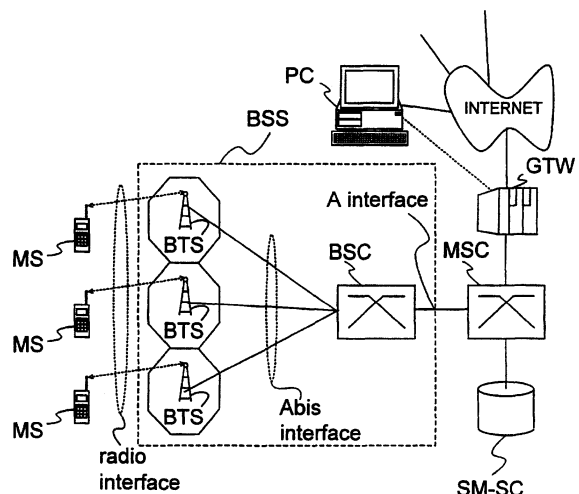 PC
INTERNET
BSS
GTW
A interface
BTS
BSC
MSC
MS
BTS
MS
BTS
MS
Abis
interface
radio
interface
SM-SC